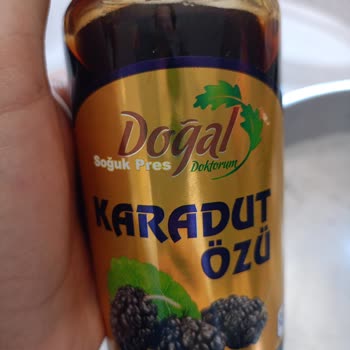 Doğal
Soğuk Pres
Doktorum
KARADUT
ÖZÜ